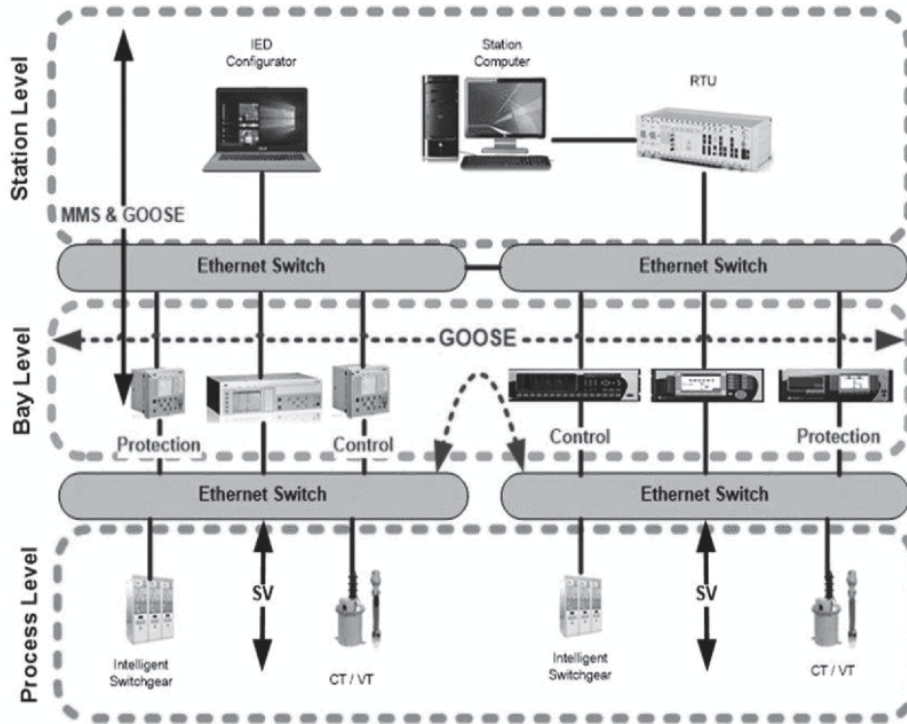 Station Level
IED
Configurator
Station
Computer
RTU
MMS & GOOSE
Ethernet Switch
Ethernet Switch
Bay Level
GOOSE
Protection
Control
Control
Protection
Ethernet Switch
Ethernet Switch
Process Level
SV
SV
Intelligent
Switchgear
CT / VT
Intelligent
Switchgear
CT / VT